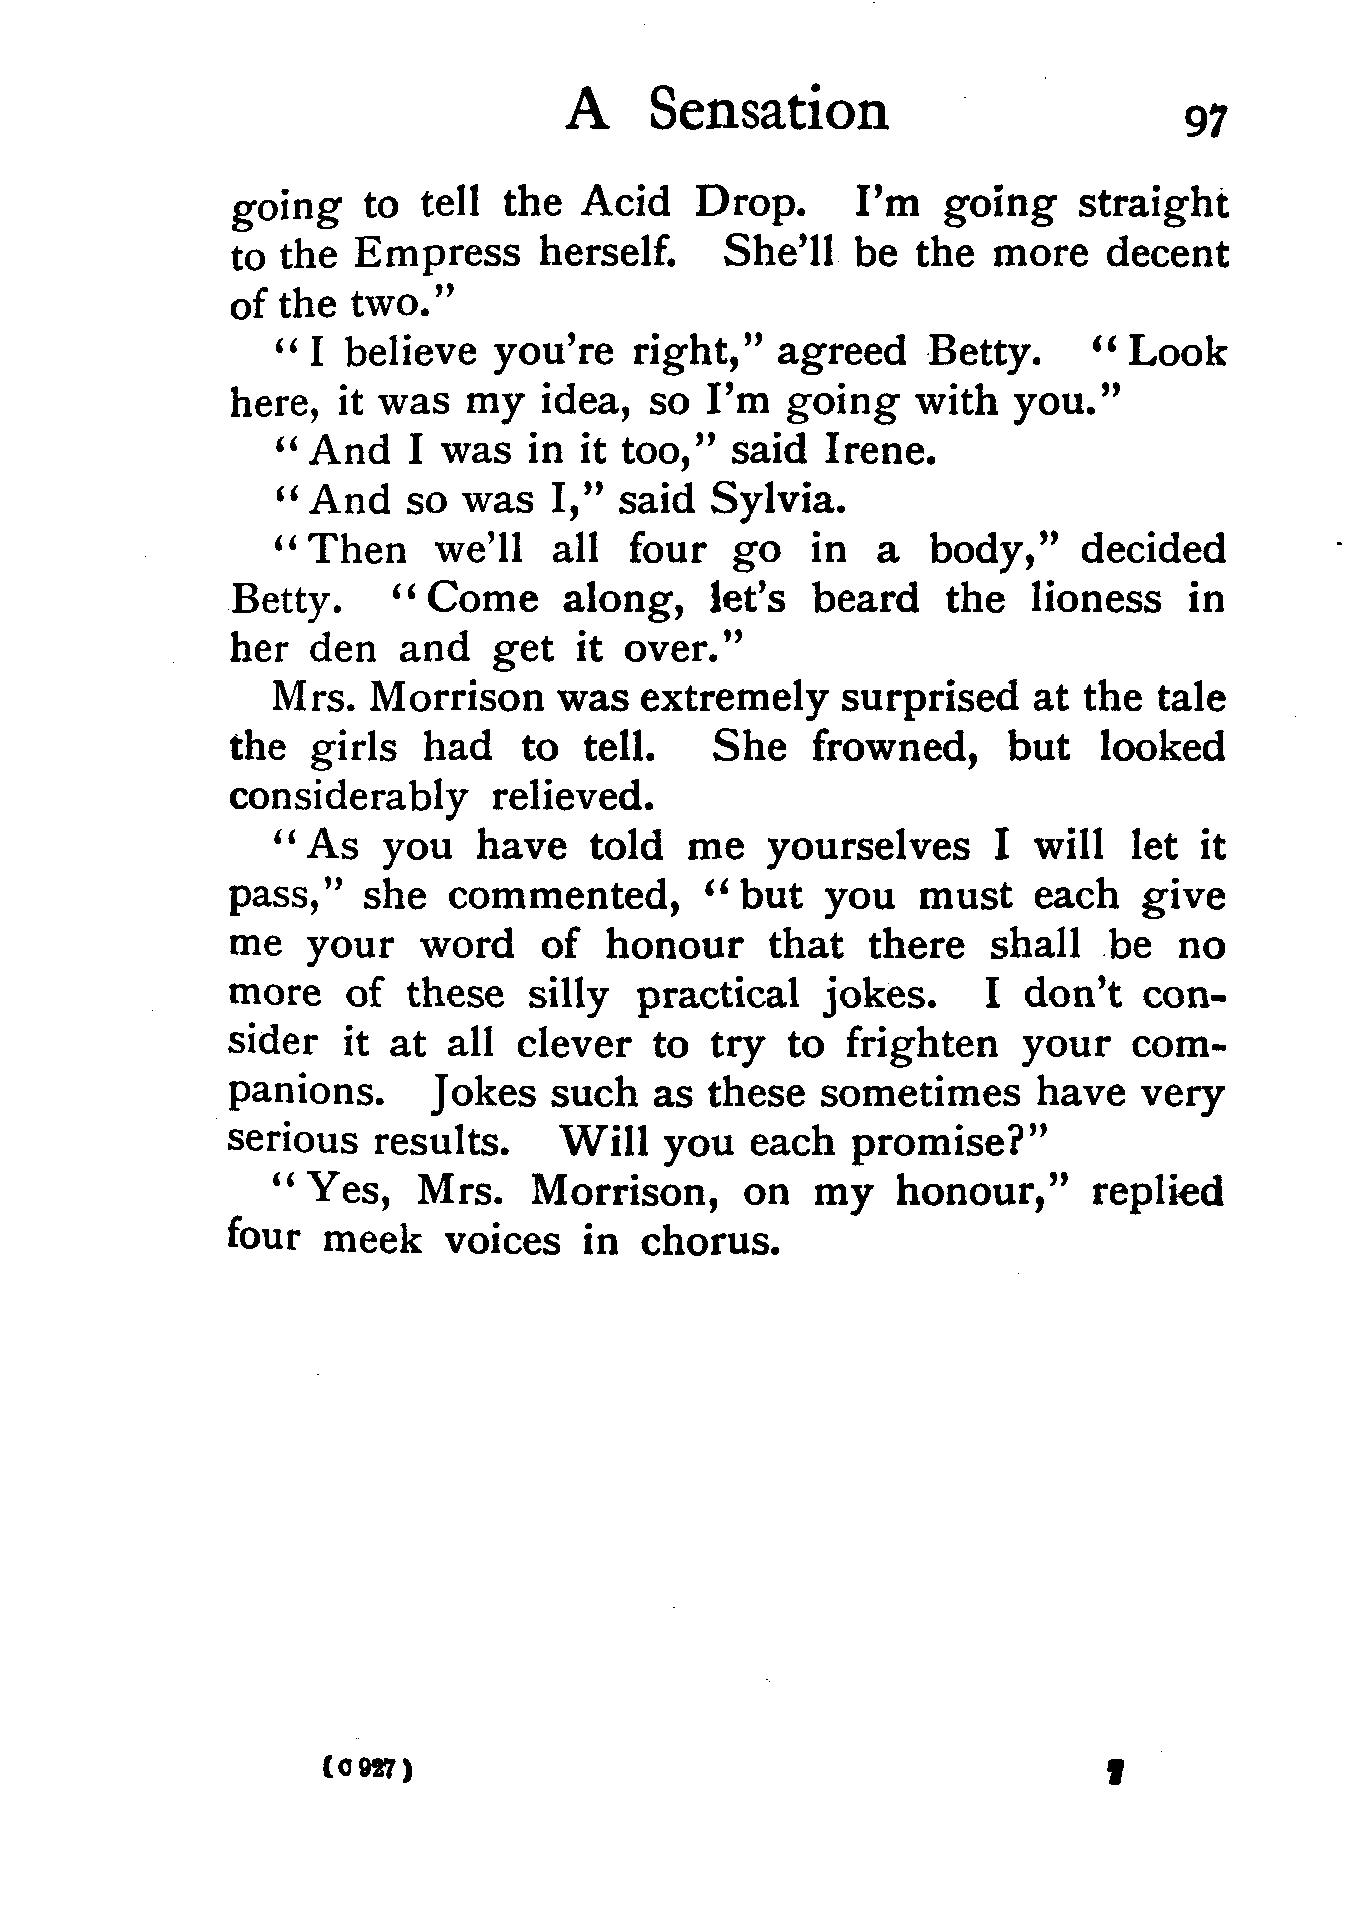 A Sensation 97
going to tell the Acid Drop. I'm going straight
to the Empress herself. She'll be the more decent
of the two."
"I believe you're right," agreed Betty. "Look
here, it was my idea, so I'm going with you."
"And I was in it too," said Irene.
"And so was I," said Sylvia.
"Then we'll all four go in a body," decided
Betty. "Come along, let's beard the lioness in
her den and get it over."
Mrs. Morrison was extremely surprised at the tale
the girls had to tell. She frowned, but looked
considerably relieved.
"As you have told me yourselves I will let it
pass," she commented, "but you must each give
me your word of honour that there shall be no
more of these silly practical jokes. I don't con-
sider it at all clever to try to frighten your com-
panions. Jokes such as these sometimes have very
serious results. Will you each promise?"
"Yes, Mrs. Morrison, on my honour," replied
four meek voices in chorus.
(C 927) 7